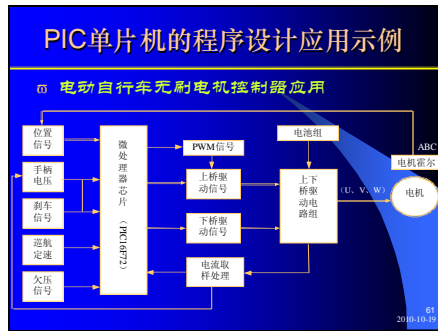 PIC单片机的程序设计应用示例
ϖ 电动自行车无刷电机控制器应用
位置
信号
手柄
电压
刹车
信号
巡航
定速
欠压
信号
微
处
理
器
芯
片
（PIC16F72）
PWM信号
上桥驱
动信号
下桥驱
动信号
电流取
样处理
电池组
上下
桥驱
动电
路组
（U、V、W）
ABC
电机霍尔
电机
61
2010-10-19